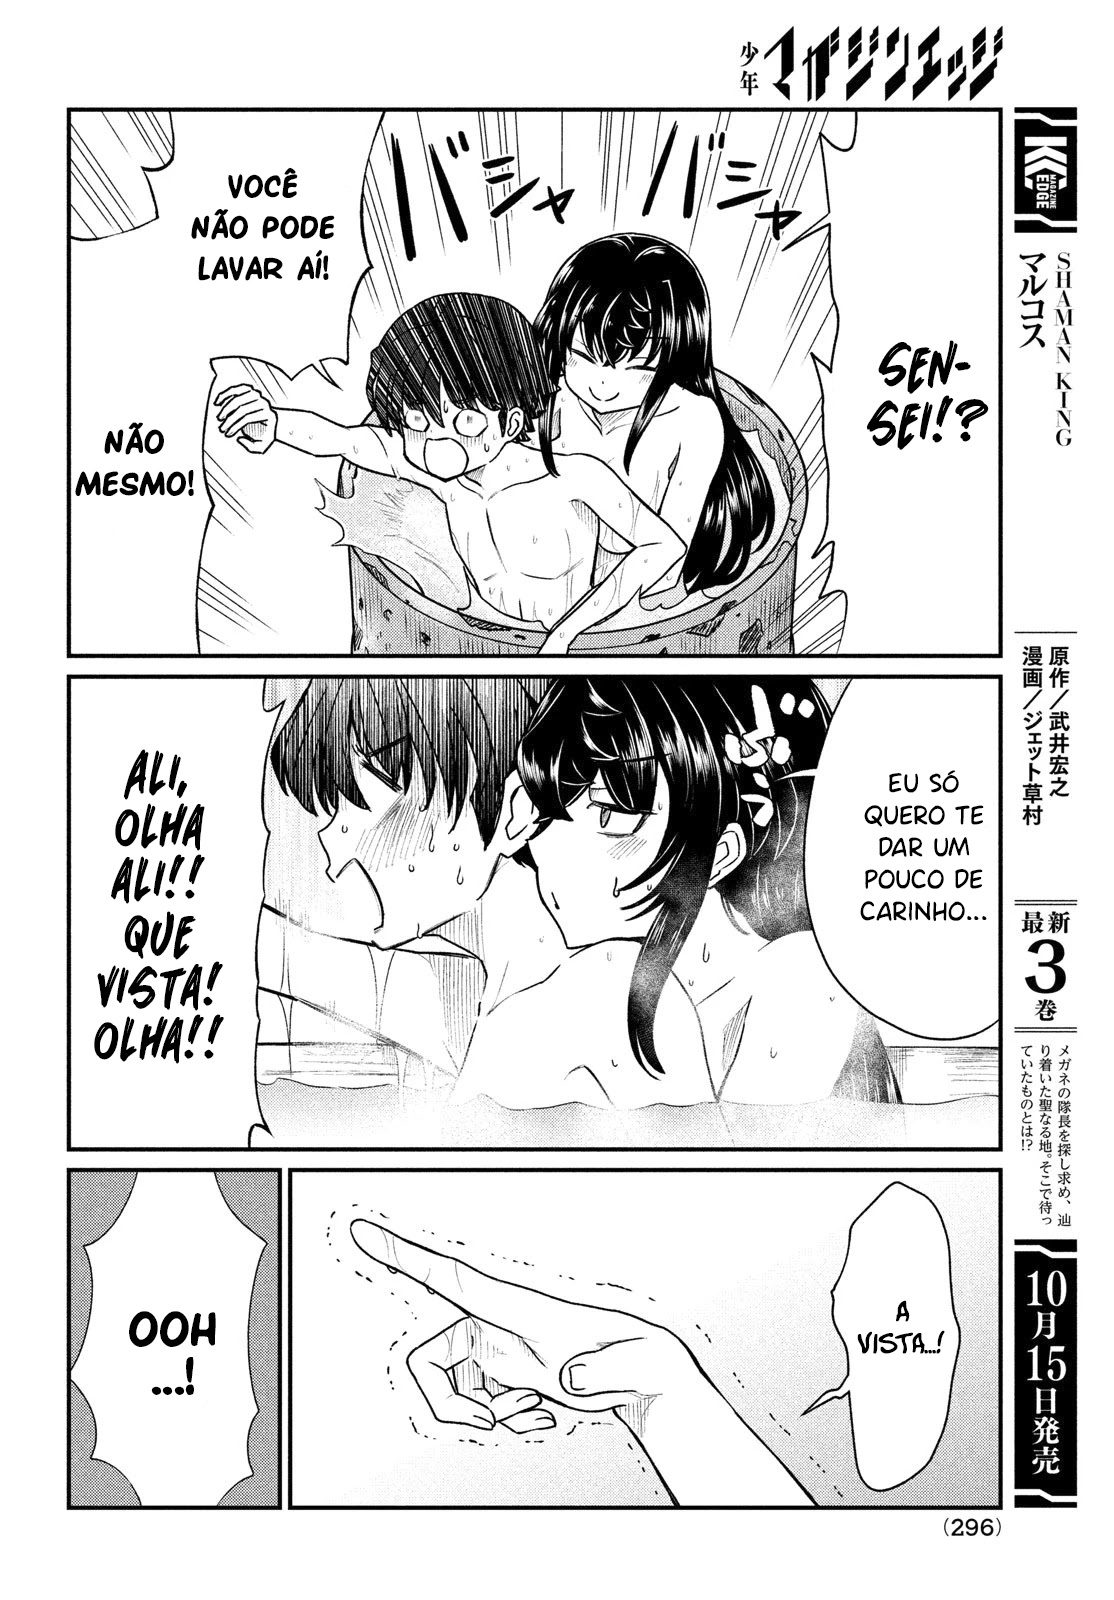 少年
マガジンエッジ
KC
MAGAZINE
EDGE
SHAMAN KING
マルコス
原作/武井宏之
漫画/ジェット草村
最新
3
巻
メガネの隊長を探し求め、辿
り着いた聖なる地。そこで待っ
ていたものとは!?
10月15日発売
バシャ
バシャ
SEN-
SEI!?
VOCÊ
NÃO PODE
LAVAR AÍ!
NÃO
MESMO!
EU SÓ
QUERO TE
DAR UM
POUCO DE
CARINHO...
ALI,
OLHA
ALI!!
QUE
VISTA!
OLHA!!
A
VISTA...!
OOH
...!
(296)